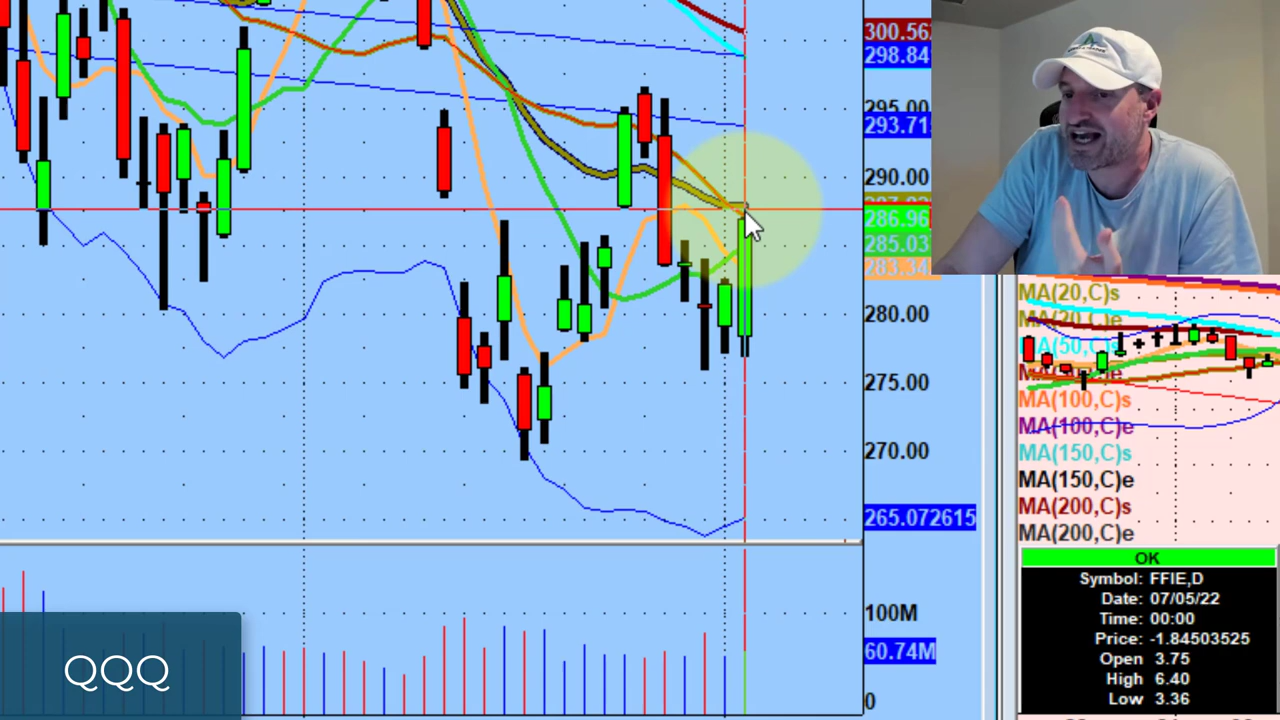 300.56
298.84
295.00
293.71
290.00
286.96
285.03
283.34
280.00
275.00
270.00
265.072615
100M
60.74M
0
QQQ
MA(20,C)s
MA(20,C)e
MA(50,C)s
MA(100,C)s
MA(100,C)e
MA(150,C)s
MA(150,C)e
MA(200,C)s
MA(200,C)e
OK
Symbol: FFIE,D
Date: 07/05/22
Time: 00:00
Price: -1.84503525
Open 3.75
High 6.40
Low 3.36